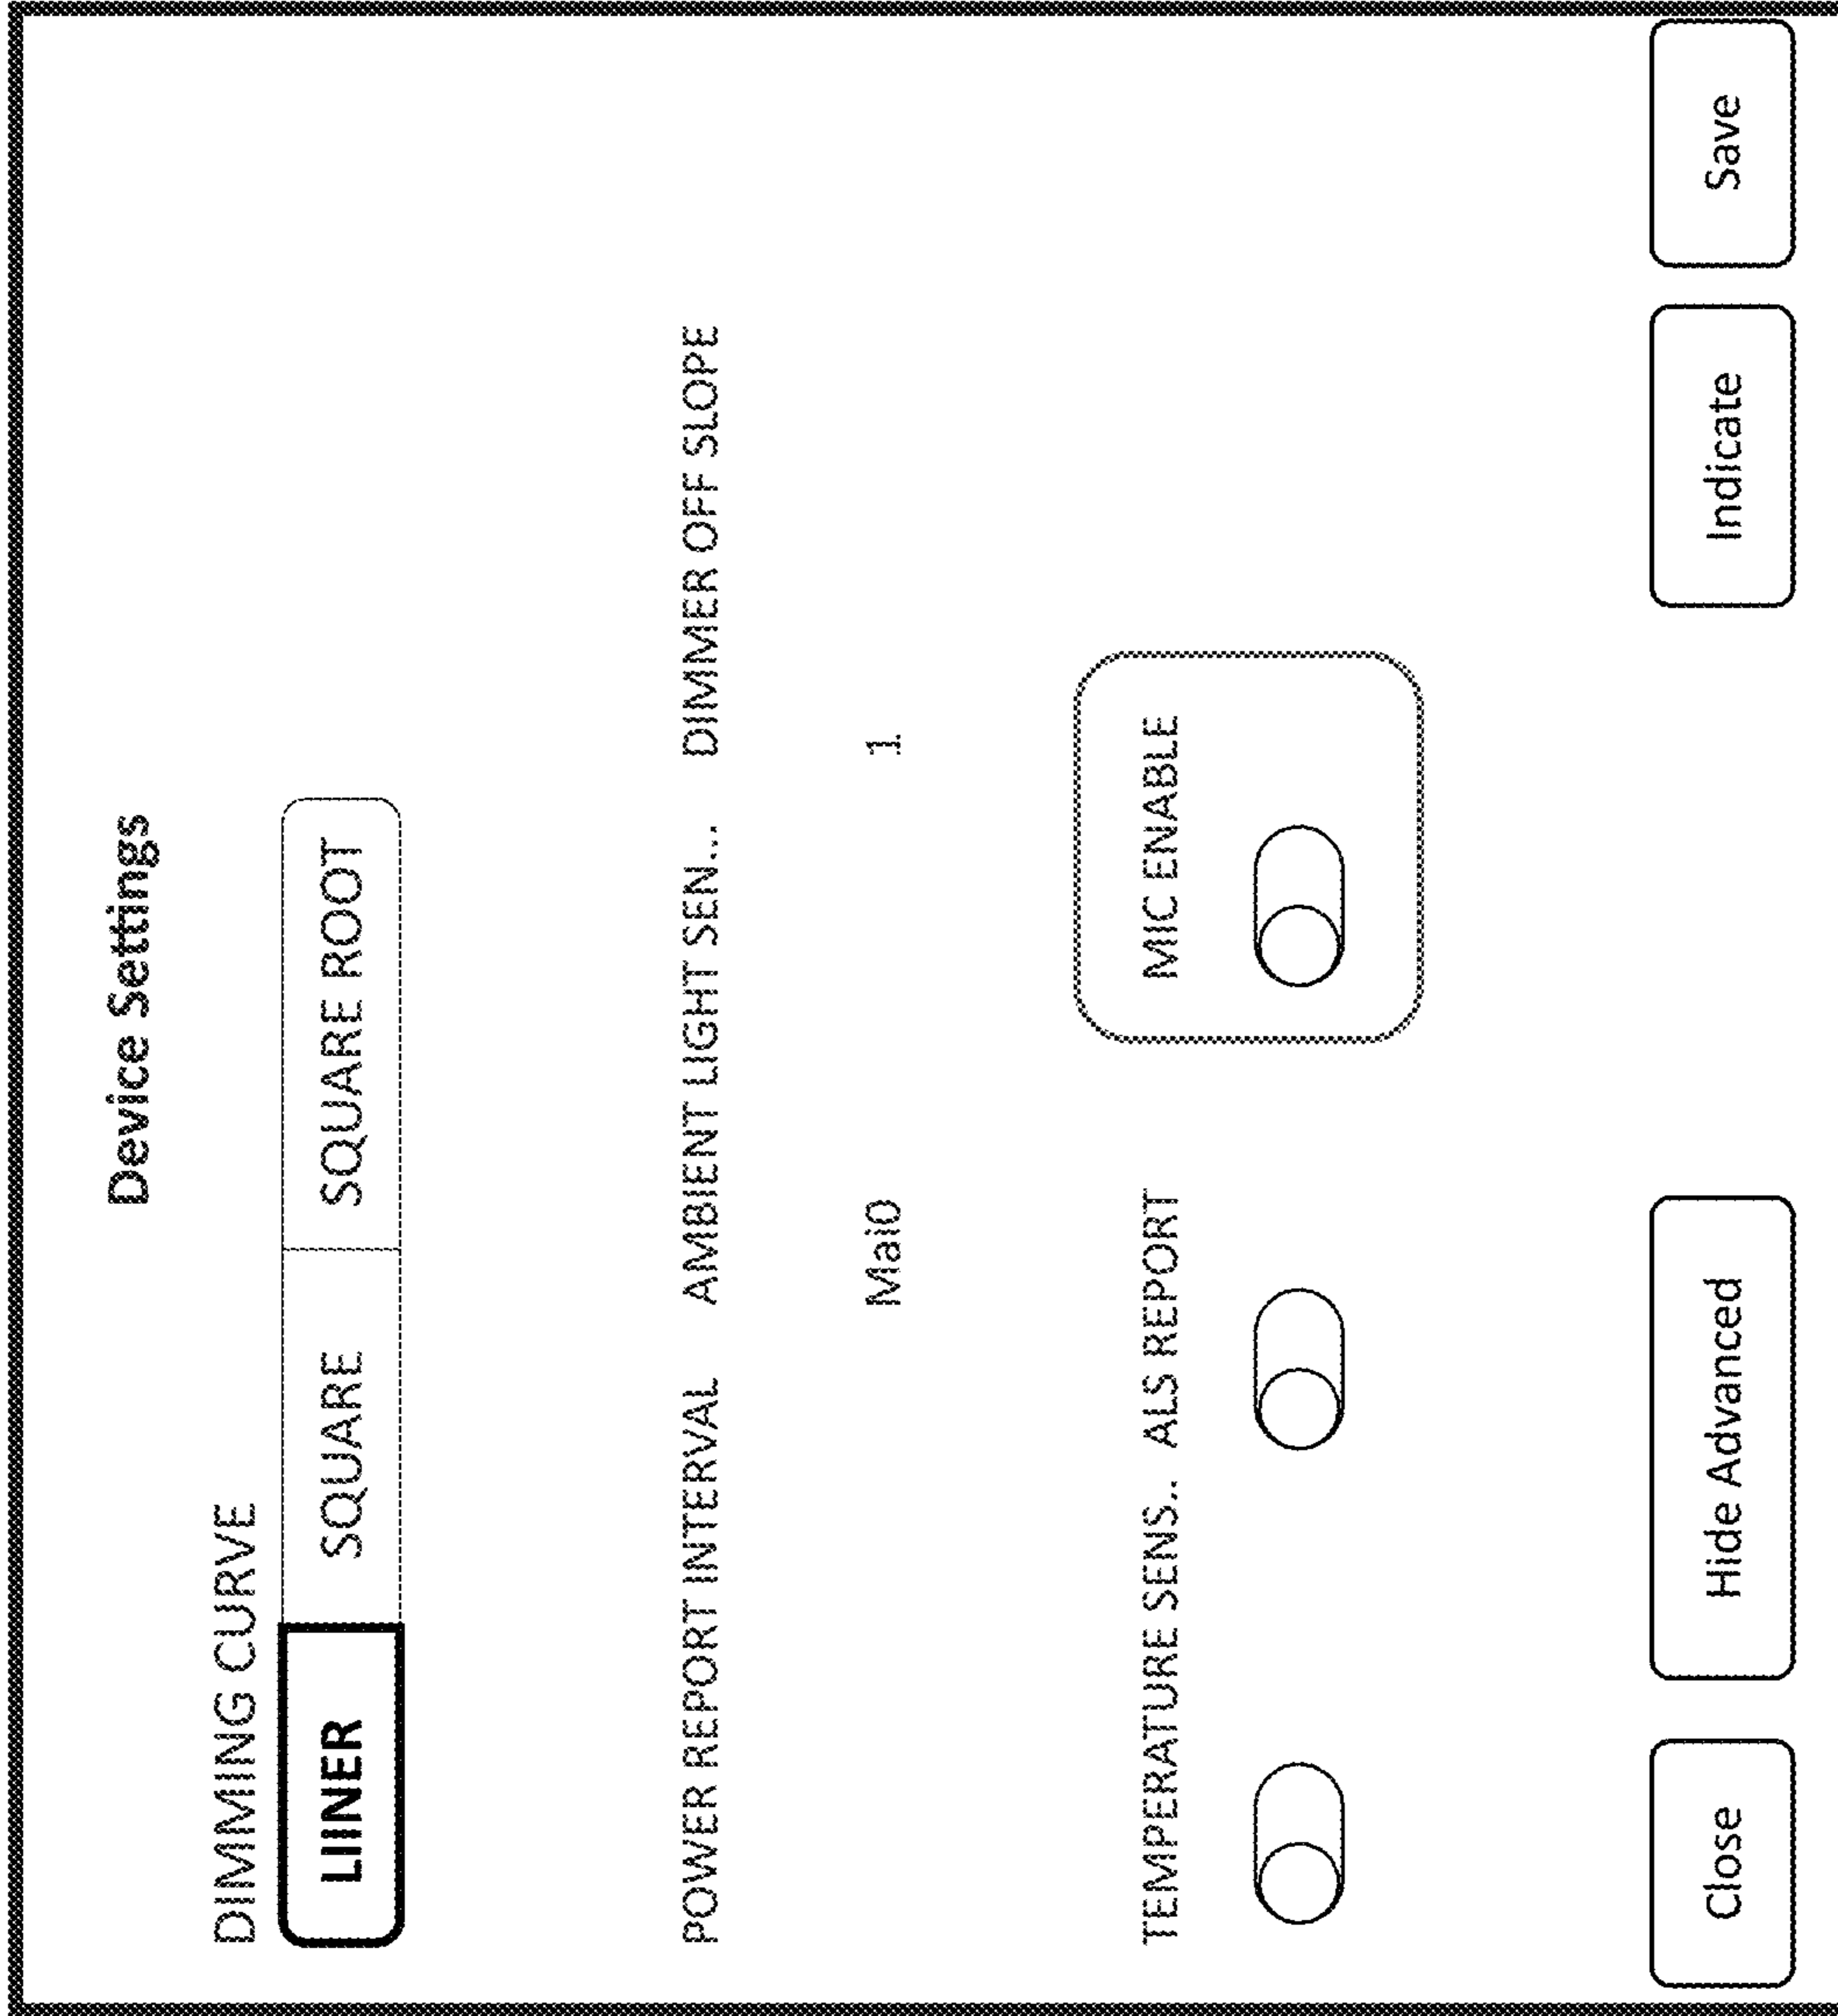 Device Settings
DIMMING CURVE
LIINER SQUARE SQUARE ROOT
POWER REPORT INTERVAL AMBIENT LIGHT SEN... DIMMER OFF SLOPE
Mai0 1
TEMPERATURE SENS.. ALS REPORT MIC ENABLE
Close Hide Advanced Indicate Save